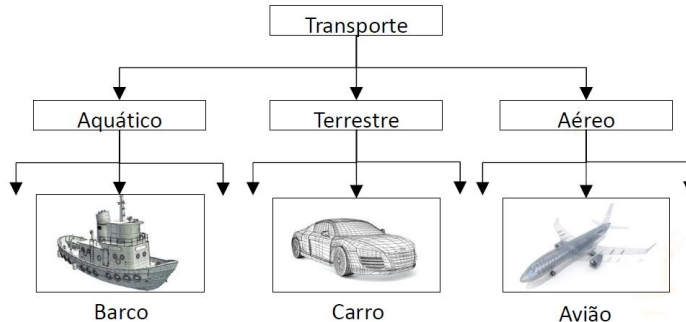 Transporte
Aquático
Terrestre
Aéreo
Barco
Carro
Avião